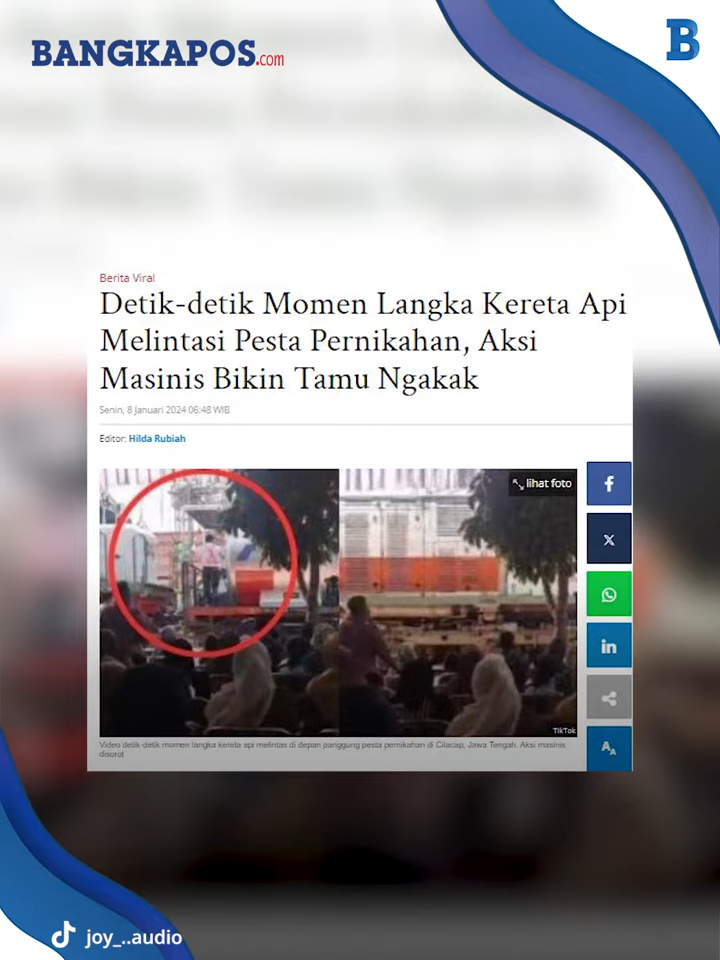 BANGKAPOS.com
B
Berita Viral
Detik-detik Momen Langka Kereta Api
Melintasi Pesta Pernikahan, Aksi
Masinis Bikin Tamu Ngakak
Senin, 8 Januari 2024 06:48 WIB
Editor: Hilda Rubiah
lihat foto
TikTok
Video detik-detik momen langka kereta api melintas di depan panggung pesta pernikahan di Cilacap, Jawa Tengah. Aksi masinis
disorot
AA
joy_..audio